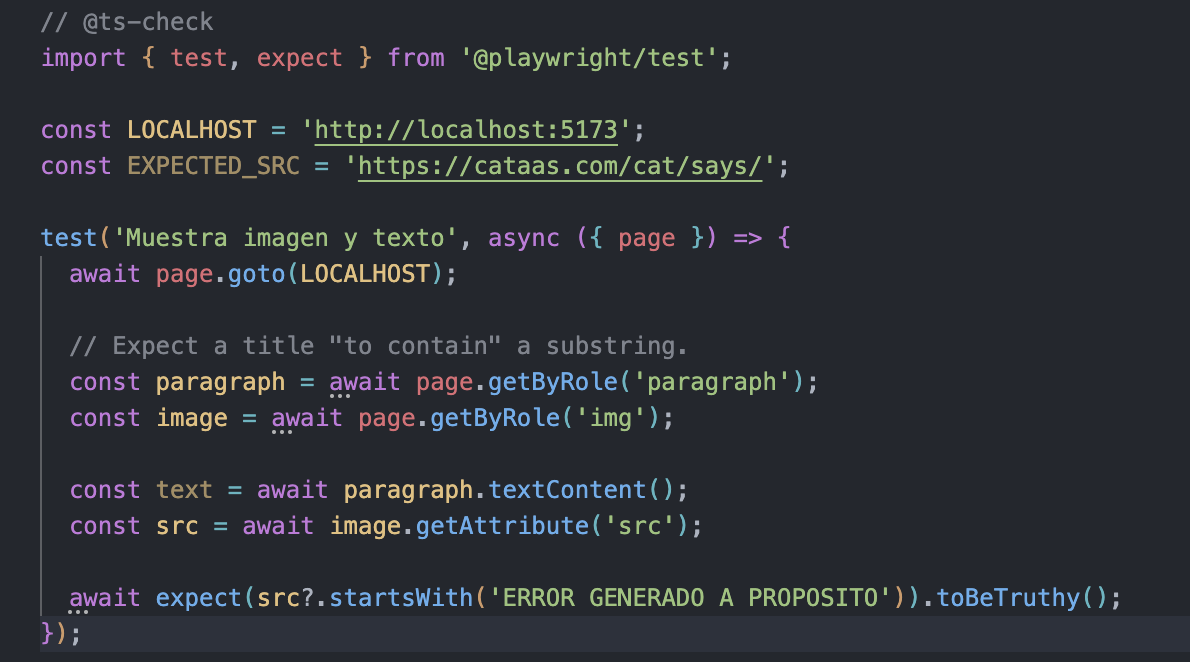 // @ts-check
import { test, expect } from '@playwright/test';
const LOCALHOST = 'http://localhost:5173';
const EXPECTED_SRC = 'https://cataas.com/cat/says/';
test('Muestra imagen y texto', async ({ page }) => {
await page.goto(LOCALHOST);
// Expect a title "to contain" a substring.
const paragraph = await page.getByRole('paragraph');
const image = await page.getByRole('img');
const text = await paragraph.textContent();
const src = await image.getAttribute('src');
await expect(src?.startsWith('ERROR GENERADO A PROPOSITO')).toBeTruthy();
});